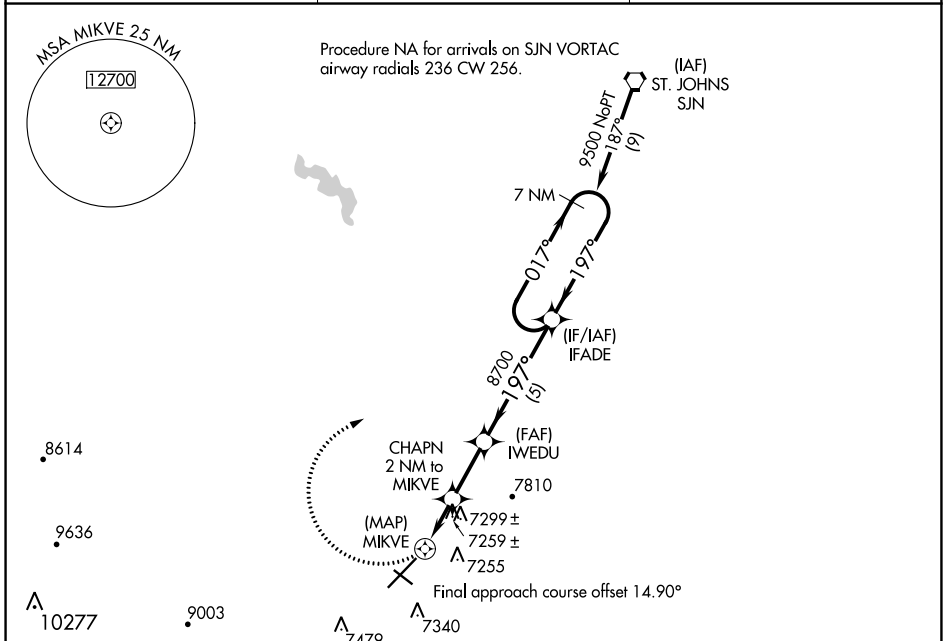 MSA MIKVE 25 NM
12700
Procedure NA for arrivals on SJN VORTAC
airway radials 236 CW 256.
(IAF)
ST. JOHNS
SJN
9500 NoPT
187°
(9)
7 NM
017°
197°
(IF/IAF)
IFADE
8700
197°
(5)
(FAF)
IWEDU
CHAPN
2 NM to
MIKVE
8614
7810
7299 ±
7259 ±
(MAP)
MIKVE
9636
7255
Final approach course offset 14.90°
10277
9003
7479
7340